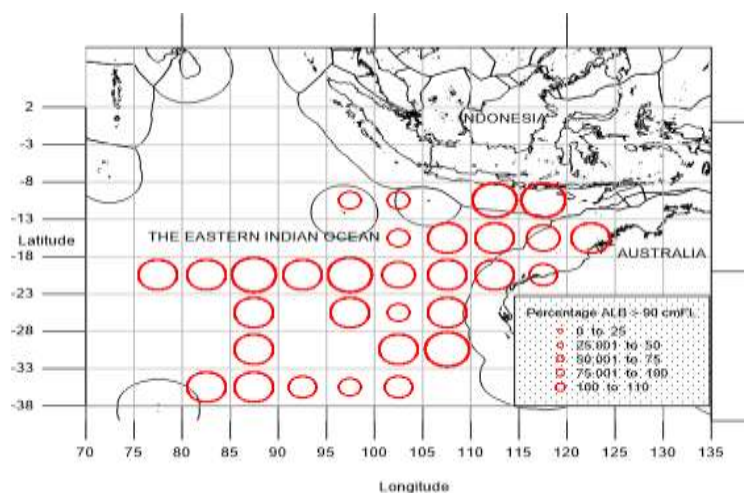 2
-3
-8
-13
-18
-23
-28
-33
-38
Latitude
INDONESIA
THE EASTERN INDIAN OCEAN
AUSTRALIA
0 to 25
25.001 to 50
50.001 to 75
75.001 to 100
100 to 110
Percentage ALB > 90 cmFL
70 75 80 85 90 95 100 105 110 115 120 125 130 135
Longitude